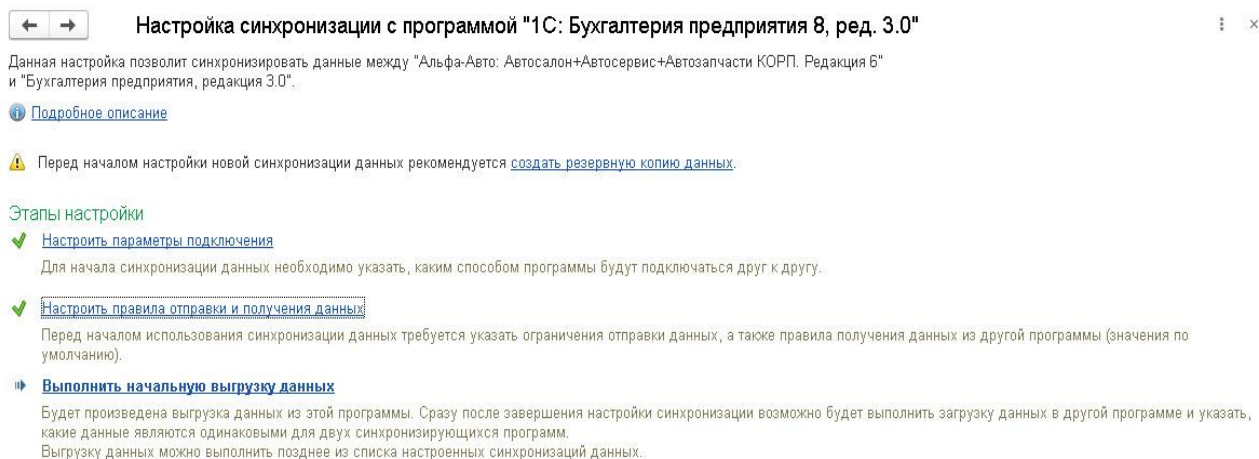 Настройка синхронизации с программой "1С: Бухгалтерия предприятия 8, ред. 3.0"
Данная настройка позволит синхронизировать данные между "Альфа-Авто: Автосалон+Автосервис+Автозапчасти КОРП. Редакция 6"
и "Бухгалтерия предприятия, редакция 3.0".
Подробное описание
Перед началом настройки новой синхронизации данных рекомендуется создать резервную копию данных.
Этапы настройки
Настроить параметры подключения
Для начала синхронизации данных необходимо указать, каким способом программы будут подключаться друг к другу.
Настроить правила отправки и получения данных
Перед началом использования синхронизации данных требуется указать ограничения отправки данных, а также правила получения данных из другой программы (значения по
умолчанию).
Выполнить начальную выгрузку данных
Будет произведена выгрузка данных из этой программы. Сразу после завершения настройки синхронизации возможно будет выполнить загрузку данных в другой программе и указать,
какие данные являются одинаковыми для двух синхронизирующихся программ.
Выгрузку данных можно выполнить позднее из списка настроенных синхронизаций данных.